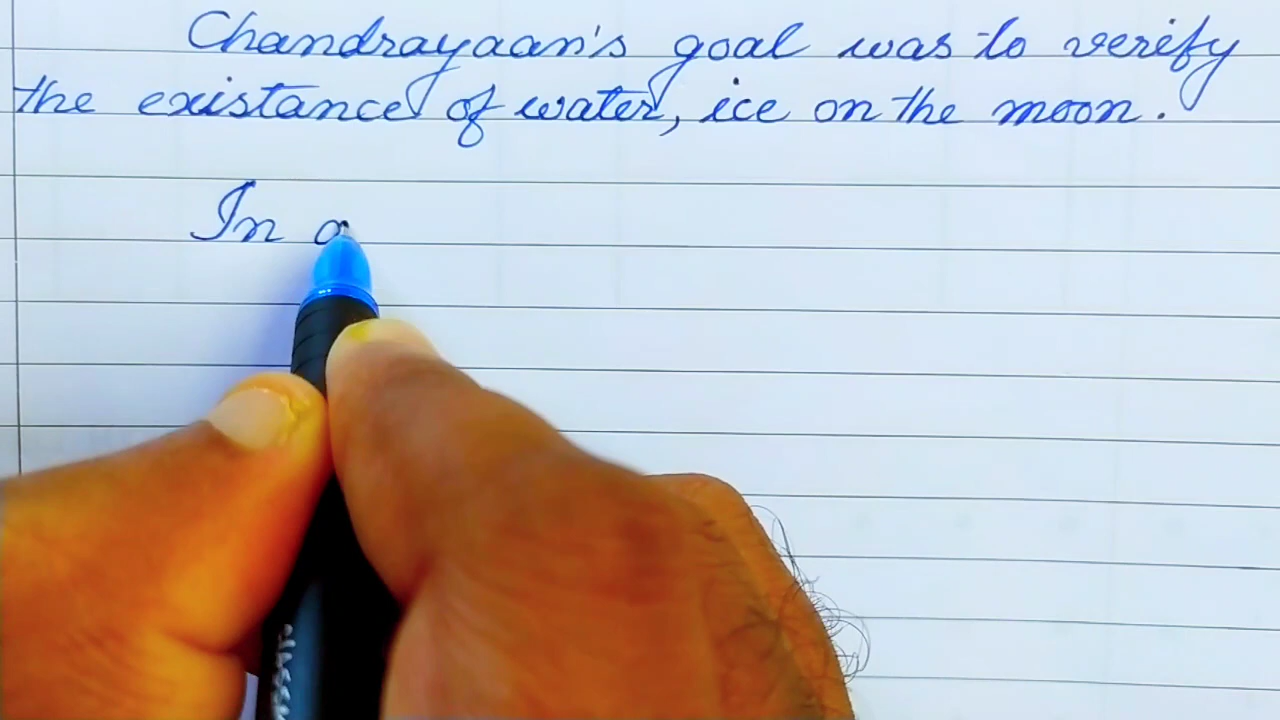 Chandrayaan's goal was to verify
the existance of water, ice on the moon.
In